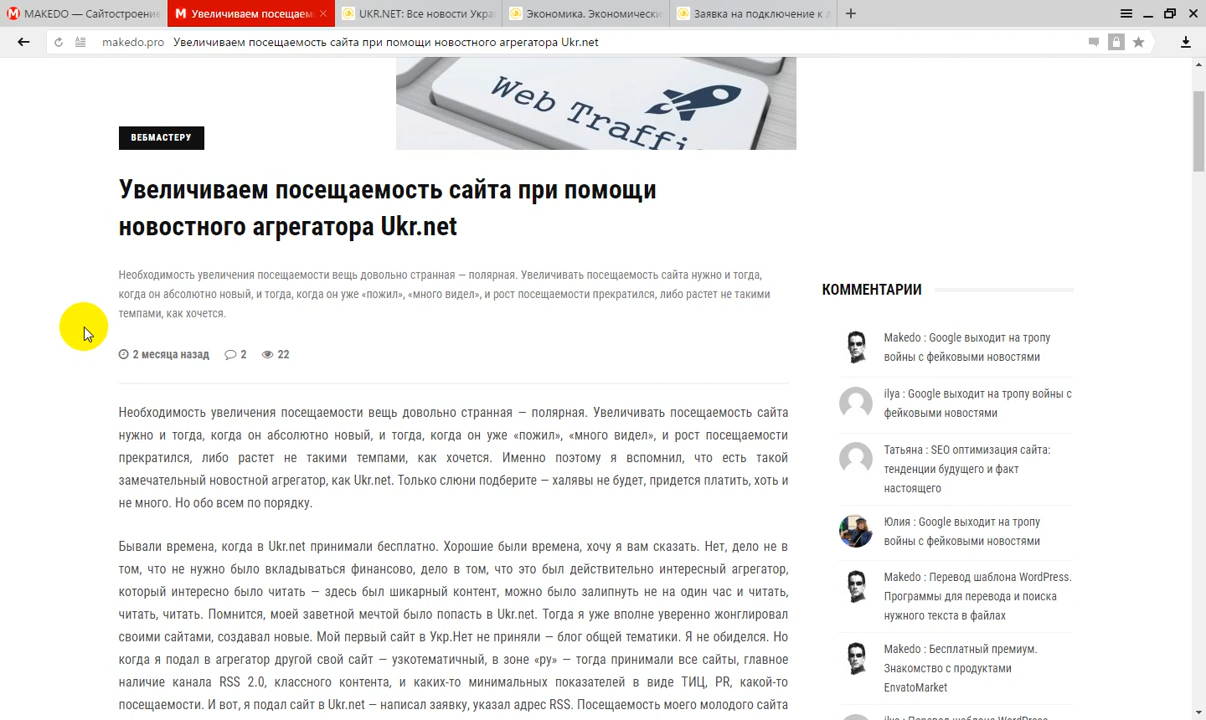 MAKEDO — Сайтостроение
Увеличиваем посещаем
UKR.NET: Все новости Укра
Экономика. Экономически
Заявка на подключение к
makedo.pro Увеличиваем посещаемость сайта при помощи новостного агрегатора Ukr.net
Web Traffi
ВЕБМАСТЕРУ
Увеличиваем посещаемость сайта при помощи
новостного агрегатора Ukr.net
Необходимость увеличения посещаемости вещь довольно странная — полярная. Увеличивать посещаемость сайта нужно и тогда,
когда он абсолютно новый, и тогда, когда он уже «пожил», «много видел», и рост посещаемости прекратился, либо растет не такими
темпами, как хочется.
2 месяца назад 2 22
Необходимость увеличения посещаемости вещь довольно странная — полярная. Увеличивать посещаемость сайта
нужно и тогда, когда он абсолютно новый, и тогда, когда он уже «пожил», «много видел», и рост посещаемости
прекратился, либо растет не такими темпами, как хочется. Именно поэтому я вспомнил, что есть такой
замечательный новостной агрегатор, как Ukr.net. Только слюни подберите — халявы не будет, придется платить, хоть и
не много. Но обо всем по порядку.
Бывали времена, когда в Ukr.net принимали бесплатно. Хорошие были времена, хочу я вам сказать. Нет, дело не в
том, что не нужно было вкладываться финансово, дело в том, что это был действительно интересный агрегатор,
который интересно было читать — здесь был шикарный контент, можно было залипнуть не на один час и читать,
читать, читать. Помнится, моей заветной мечтой было попасть в Ukr.net. Тогда я уже вполне уверенно жонглировал
своими сайтами, создавал новые. Мой первый сайт в Укр.Нет не приняли — блог общей тематики. Я не обиделся. Но
когда я подал в агрегатор другой свой сайт — узкотематичный, в зоне «ру» — тогда принимали все сайты, главное
наличие канала RSS 2.0, классного контента, и каких-то минимальных показателей в виде ТИЦ, PR, какой-то
посещаемости. И вот, я подал сайт в Ukr.net — написал заявку, указал адрес RSS. Посещаемость моего молодого сайта
КОММЕНТАРИИ
Makedo : Google выходит на тропу
войны с фейковыми новостями
ilya : Google выходит на тропу войны с
фейковыми новостями
Татьяна : SEO оптимизация сайта:
тенденции будущего и факт
настоящего
Юлия : Google выходит на тропу
войны с фейковыми новостями
Makedo : Перевод шаблона WordPress.
Программы для перевода и поиска
нужного текста в файлах
Makedo : Бесплатный премиум.
Знакомство с продуктами
EnvatoMarket
ilya : Перевод шаблона WordPress.